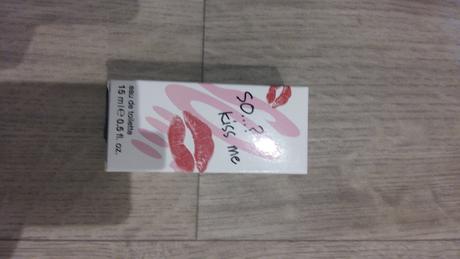 so...?
kiss me
eau de toilette
15 ml e 0.5 fl. oz.